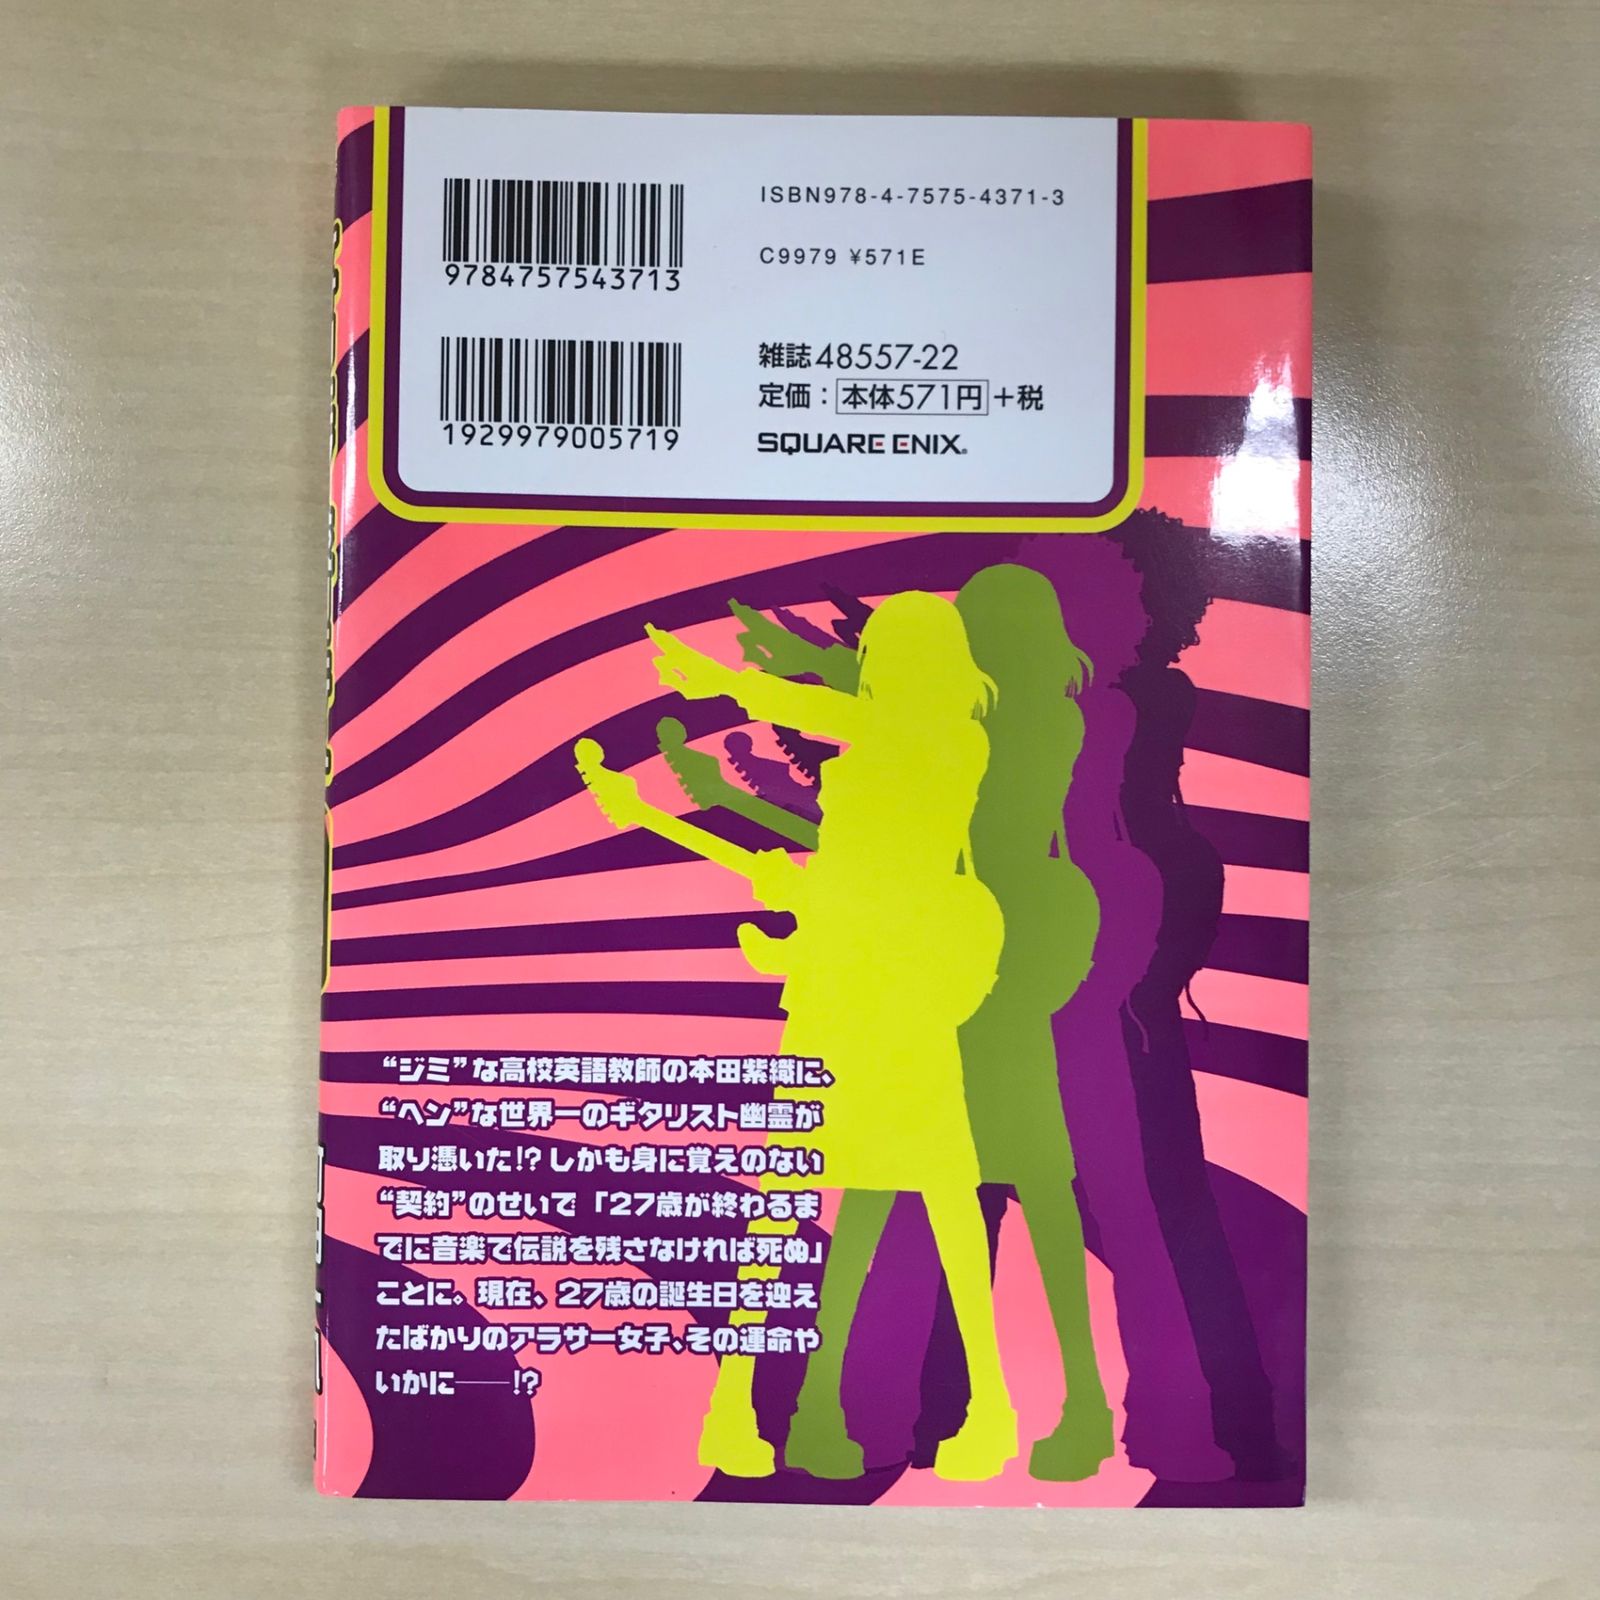 ISBN978-4-7575-4371-3
C9979 ¥571E
9784757543713
雑誌48557-22
定価：本体571円+税
1929979005719
SQUARE ENIX®
“ジミ”な高校英語教師の本田紫織に、
“ヘン”な世界一のギタリスト幽霊が
取り憑いた!? しかも身に覚えのない
“契約”のせいで「27歳が終わるま
でに音楽で伝説を残さなければ死ぬ」
ことに。現在、27歳の誕生日を迎え
たばかりのアラサー女子、その運命や
いかに――!?